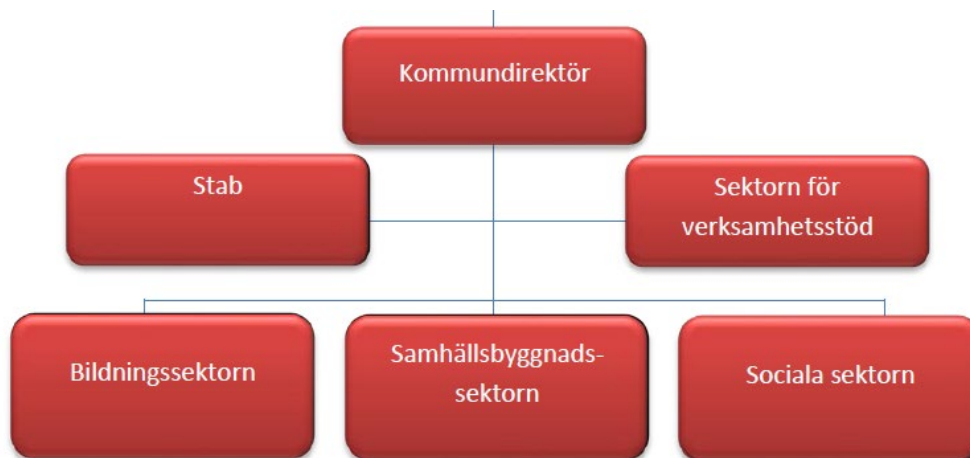 Kommundirektör
Stab
Sektorn för
verksamhetsstöd
Bildningssektorn
Samhällsbyggnads-
sektorn
Sociala sektorn